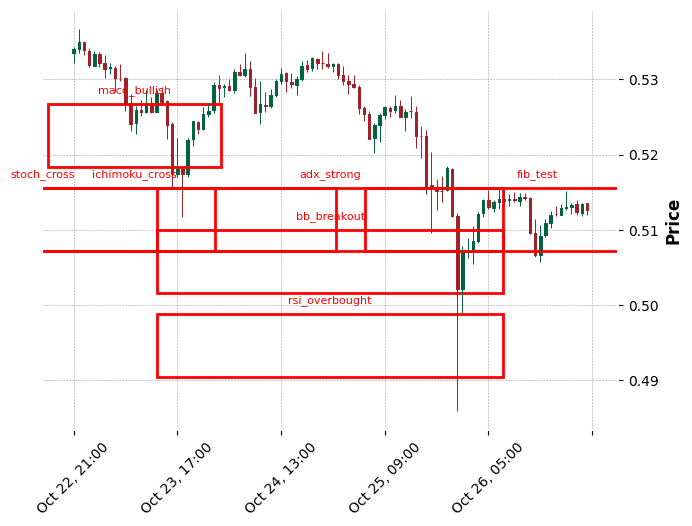 macd_bullish
stoch_cross
ichimoku_cross
adx_strong
fib_test
bb_breakout
rsi_overbought
0.53
0.52
0.51
0.50
0.49
Price
Oct 22, 21:00
Oct 23, 17:00
Oct 24, 13:00
Oct 25, 09:00
Oct 26, 05:00